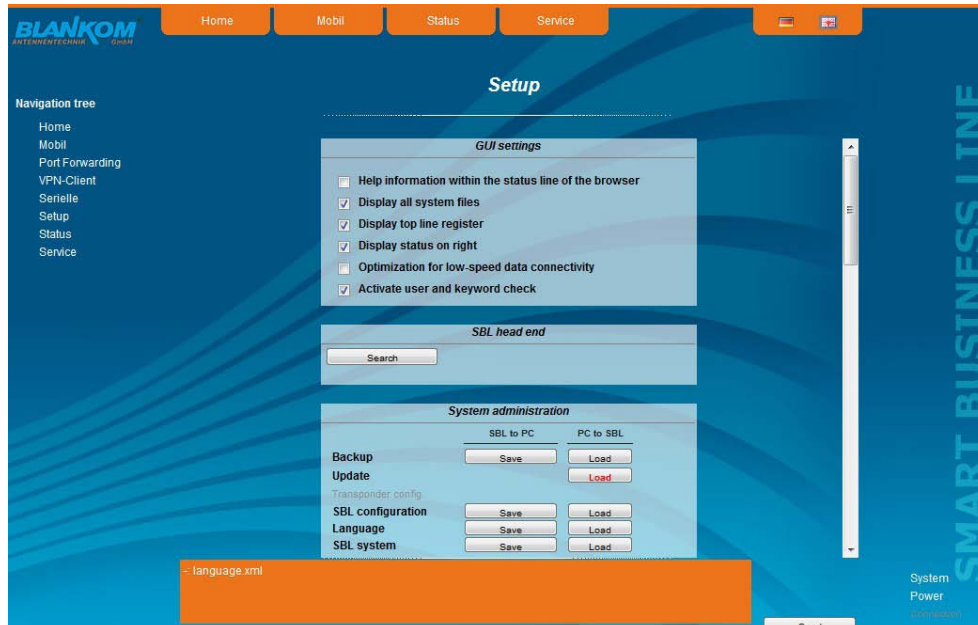 BLANKOM
ANTENNENTECHNIK GmbH
Home Mobil Status Service
Setup
Navigation tree
Home
Mobil
Port Forwarding
VPN-Client
Serielle
Setup
Status
Service
GUI settings
Help information within the status line of the browser
Display all system files
Display top line register
Display status on right
Optimization for low-speed data connectivity
Activate user and keyword check
SBL head end
Search
System administration
SBL to PC PC to SBL
Backup Save Load
Update Load
Transponder config.
SBL configuration Save Load
Language Save Load
SBL system Save Load
-: language.xml
System
Power
Connection
SMART BUSINESS LINE